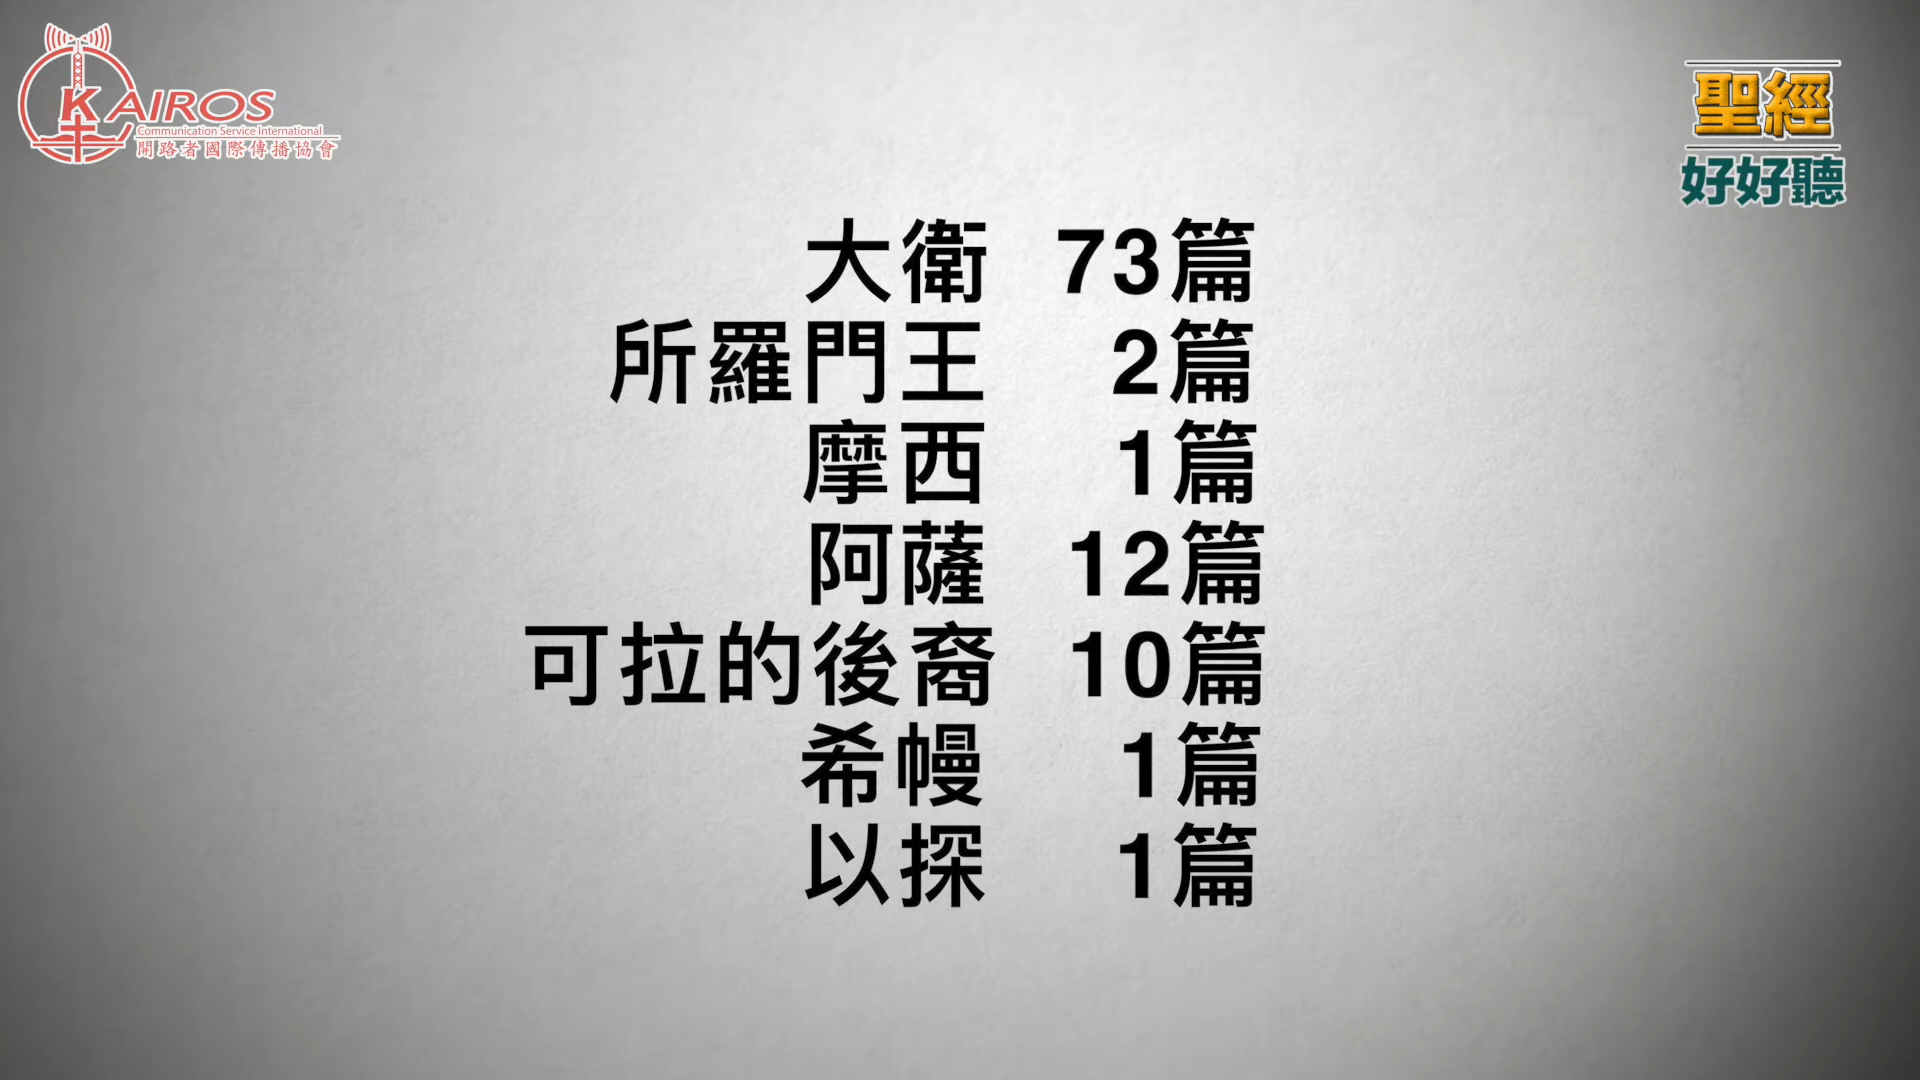 KAIROS
Communication Service International
開路者國際傳播協會
聖經
好好聽
大衛 73篇
所羅門王 2篇
摩西 1篇
阿薩 12篇
可拉的後裔 10篇
希幔 1篇
以探 1篇